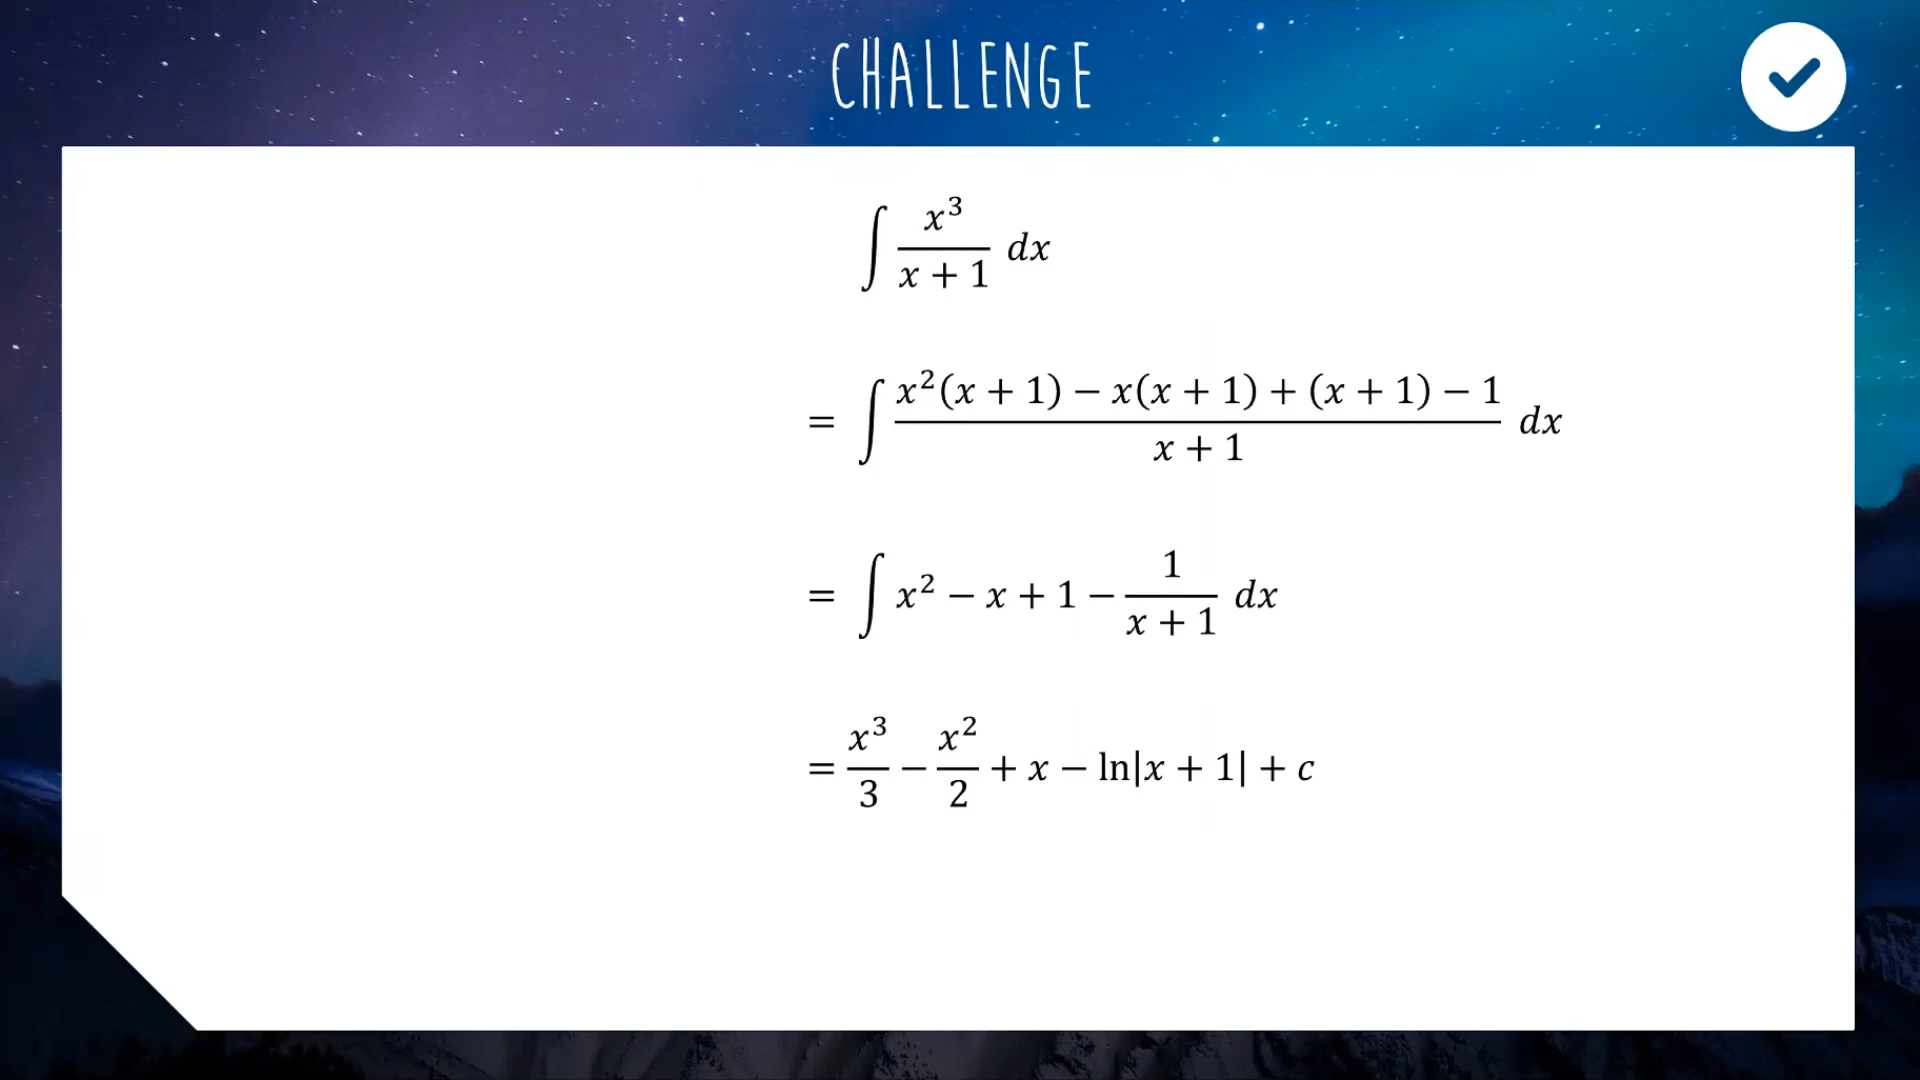 CHALLENGE
∫ x³/(x + 1) dx
= ∫ (x²(x + 1) − x(x + 1) + (x + 1) − 1)/(x + 1) dx
= ∫ x² − x + 1 − 1/(x + 1) dx
= x³/3 − x²/2 + x − ln|x + 1| + c